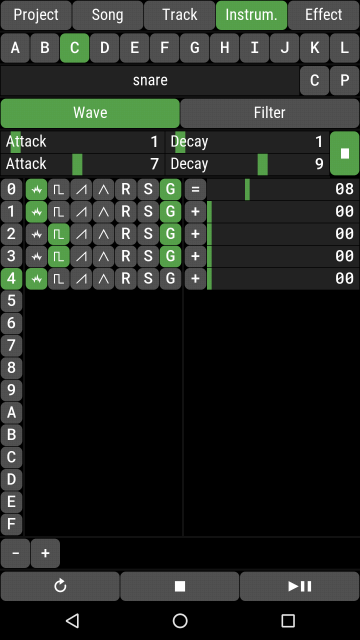 Project Song Track Instrum. Effect
A B C D E F G H I J K L
snare C P
Wave Filter
Attack 1 Decay 1
Attack 7 Decay 9
0 R S G = 08
1 R S G + 00
2 R S G + 00
3 R S G + 00
4 R S G + 00
5
6
7
8
9
A
B
C
D
E
F
- +